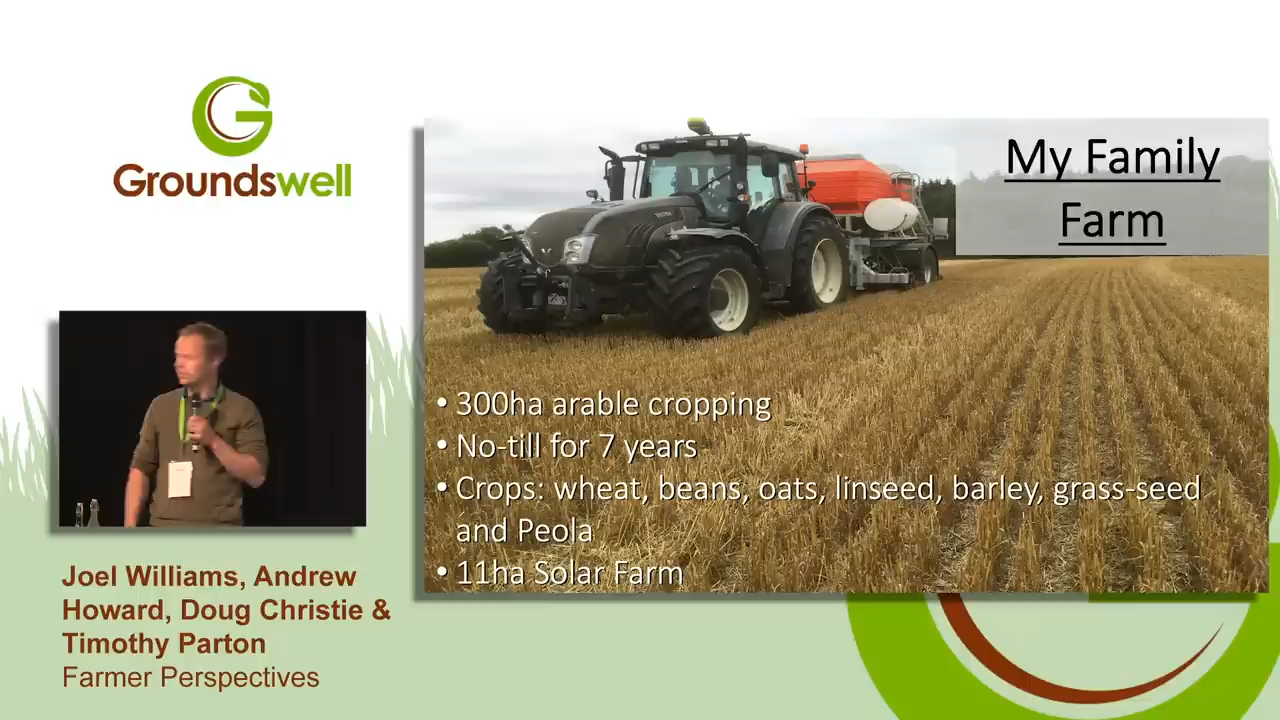 Groundswell
My Family
Farm
• 300ha arable cropping
• No-till for 7 years
• Crops: wheat, beans, oats, linseed, barley, grass-seed
and Peola
• 11ha Solar Farm
Joel Williams, Andrew
Howard, Doug Christie &
Timothy Parton
Farmer Perspectives